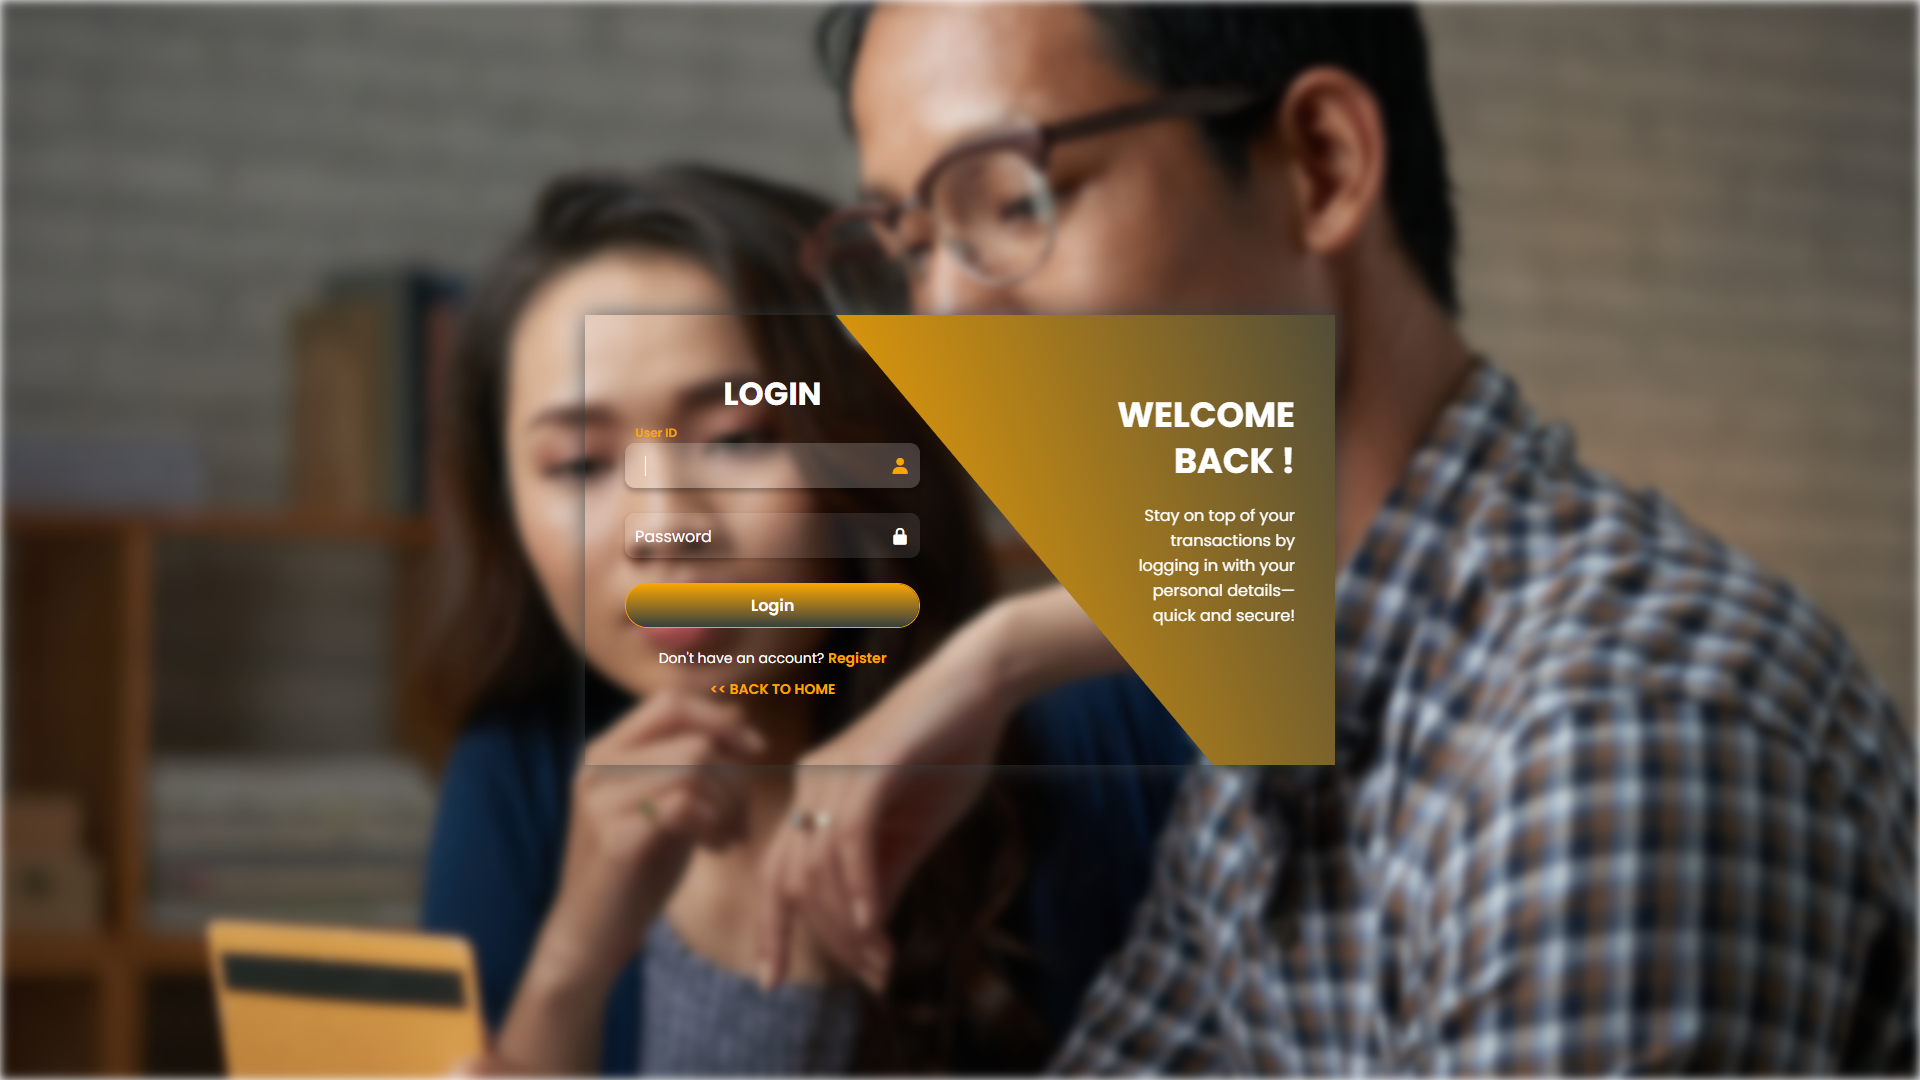 LOGIN
User ID
Password
Login
Don't have an account? Register
<< BACK TO HOME
WELCOME
BACK !
Stay on top of your
transactions by
logging in with your
personal details—
quick and secure!